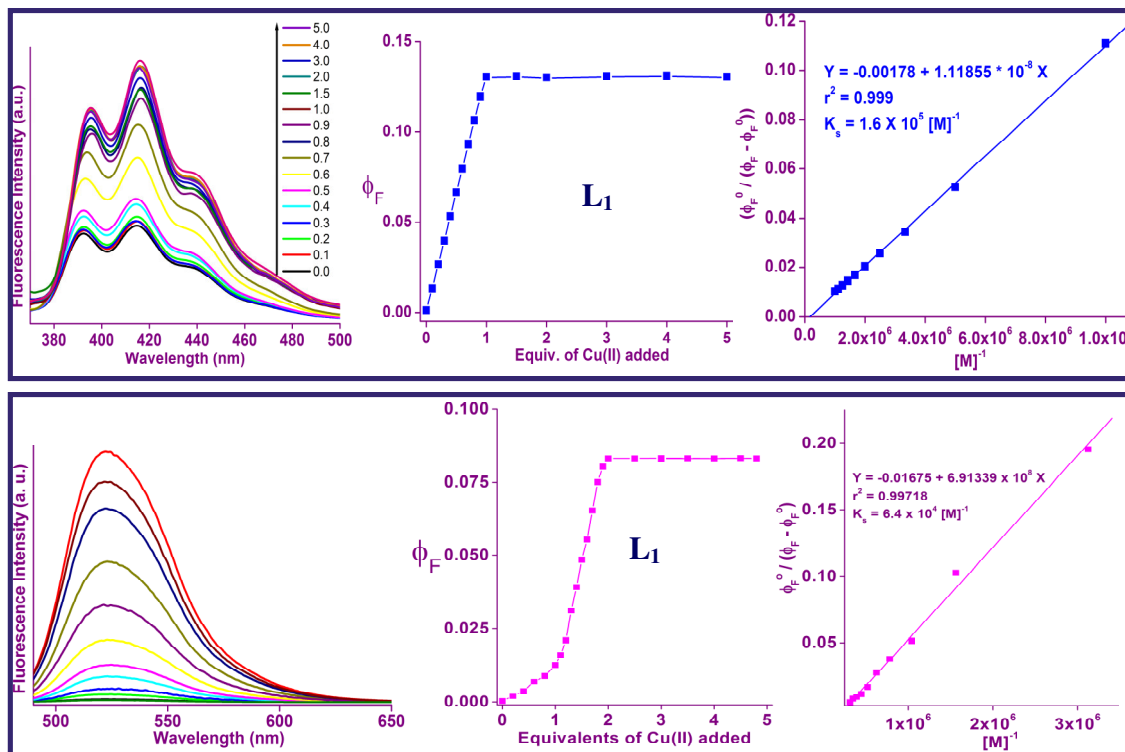 Fluorescence Intensity (a.u.)
5.0
4.0
3.0
2.0
1.5
1.0
0.9
0.8
0.7
0.6
0.5
0.4
0.3
0.2
0.1
0.0
380 400 420 440 460 480 500
Wavelength (nm)
ϕF
0.15
0.10
0.05
0.00
L1
0 1 2 3 4 5
Equiv. of Cu(II) added
(ϕF0 / (ϕF - ϕF0))
0.12
0.10
0.08
0.06
0.04
0.02
0.00
Y = -0.00178 + 1.11855 * 10-8 X
r2 = 0.999
Ks = 1.6 X 105 [M]-1
0.0 2.0x106 4.0x106 6.0x106 8.0x106 1.0x10
[M]-1
Fluorescence Intensity (a. u.)
500 550 600 650
Wavelength (nm)
ϕF
0.100
0.075
0.050
0.025
0.000
L1
0 1 2 3 4 5
Equivalents of Cu(II) added
ϕFo / (ϕF - ϕFo)
0.20
0.15
0.10
0.05
Y = -0.01675 + 6.91339 x 10-8 X
r2 = 0.99718
Ks = 6.4 x 104 [M]-1
1x106 2x106 3x106
[M]-1